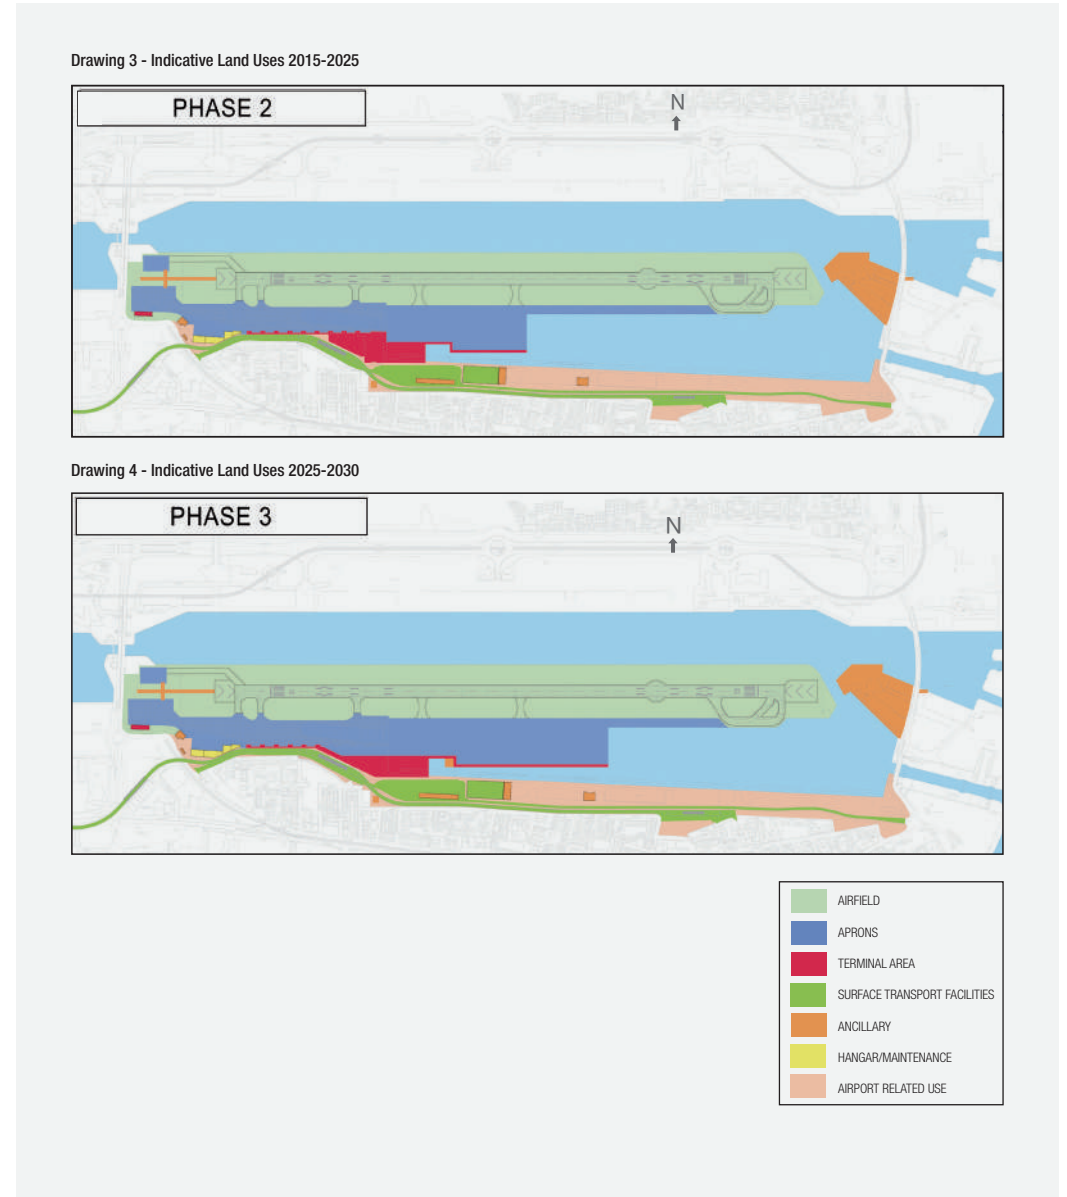 Drawing 3 - Indicative Land Uses 2015-2025
PHASE 2
N
Drawing 4 - Indicative Land Uses 2025-2030
PHASE 3
N
AIRFIELD
APRONS
TERMINAL AREA
SURFACE TRANSPORT FACILITIES
ANCILLARY
HANGAR/MAINTENANCE
AIRPORT RELATED USE